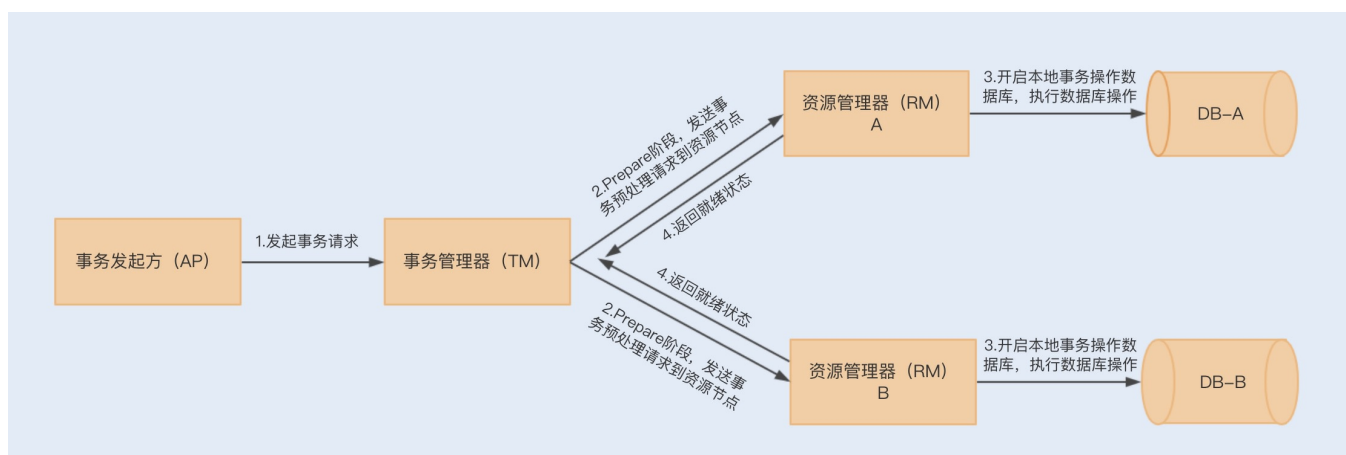 事务发起方（AP）
1.发起事务请求
事务管理器（TM）
2.Prepare阶段，发送事
务预处理请求到资源节点
4.返回就绪状态
资源管理器（RM）
A
3.开启本地事务操作数
据库，执行数据库操作
DB-A
4.返回就绪状态
2.Prepare阶段，发送事
务预处理请求到资源节点
资源管理器（RM）
B
3.开启本地事务操作数
据库，执行数据库操作
DB-B